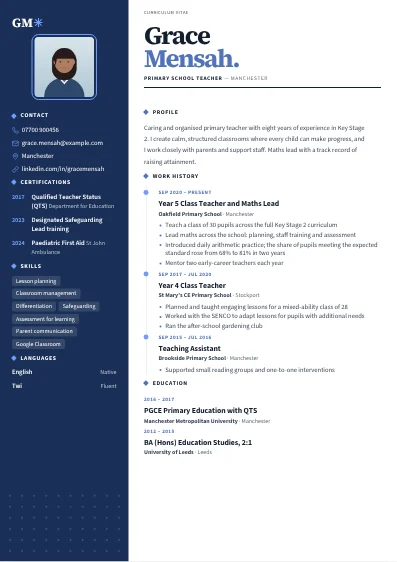 GM
CONTACT
07700 900456
grace.mensah@example.com
Manchester
linkedin.com/in/gracemensah
CERTIFICATIONS
2017 Qualified Teacher Status
(QTS) Department for Education
2023 Designated Safeguarding
Lead training
2024 Paediatric First Aid St John
Ambulance
SKILLS
Lesson planning
Classroom management
Differentiation Safeguarding
Assessment for learning
Parent communication
Google Classroom
LANGUAGES
English Native
Twi Fluent
CURRICULUM VITAE
Grace
Mensah.
PRIMARY SCHOOL TEACHER — MANCHESTER
PROFILE
Caring and organised primary teacher with eight years of experience in Key Stage
2. I create calm, structured classrooms where every child can make progress, and
I work closely with parents and support staff. Maths lead with a track record of
raising attainment.
WORK HISTORY
SEP 2020 – PRESENT
Year 5 Class Teacher and Maths Lead
Oakfield Primary School · Manchester
• Teach a class of 30 pupils across the full Key Stage 2 curriculum
• Lead maths across the school: planning, staff training and assessment
• Introduced daily arithmetic practice; the share of pupils meeting the expected
standard rose from 68% to 81% in two years
• Mentor two early-career teachers each year
SEP 2017 – JUL 2020
Year 4 Class Teacher
St Mary's CE Primary School · Stockport
• Planned and taught engaging lessons for a mixed-ability class of 28
• Worked with the SENCO to adapt lessons for pupils with additional needs
• Ran the after-school gardening club
SEP 2015 – JUL 2016
Teaching Assistant
Brookside Primary School · Manchester
• Supported small reading groups and one-to-one interventions
EDUCATION
2016 – 2017
PGCE Primary Education with QTS
Manchester Metropolitan University · Manchester
2012 – 2015
BA (Hons) Education Studies, 2:1
University of Leeds · Leeds